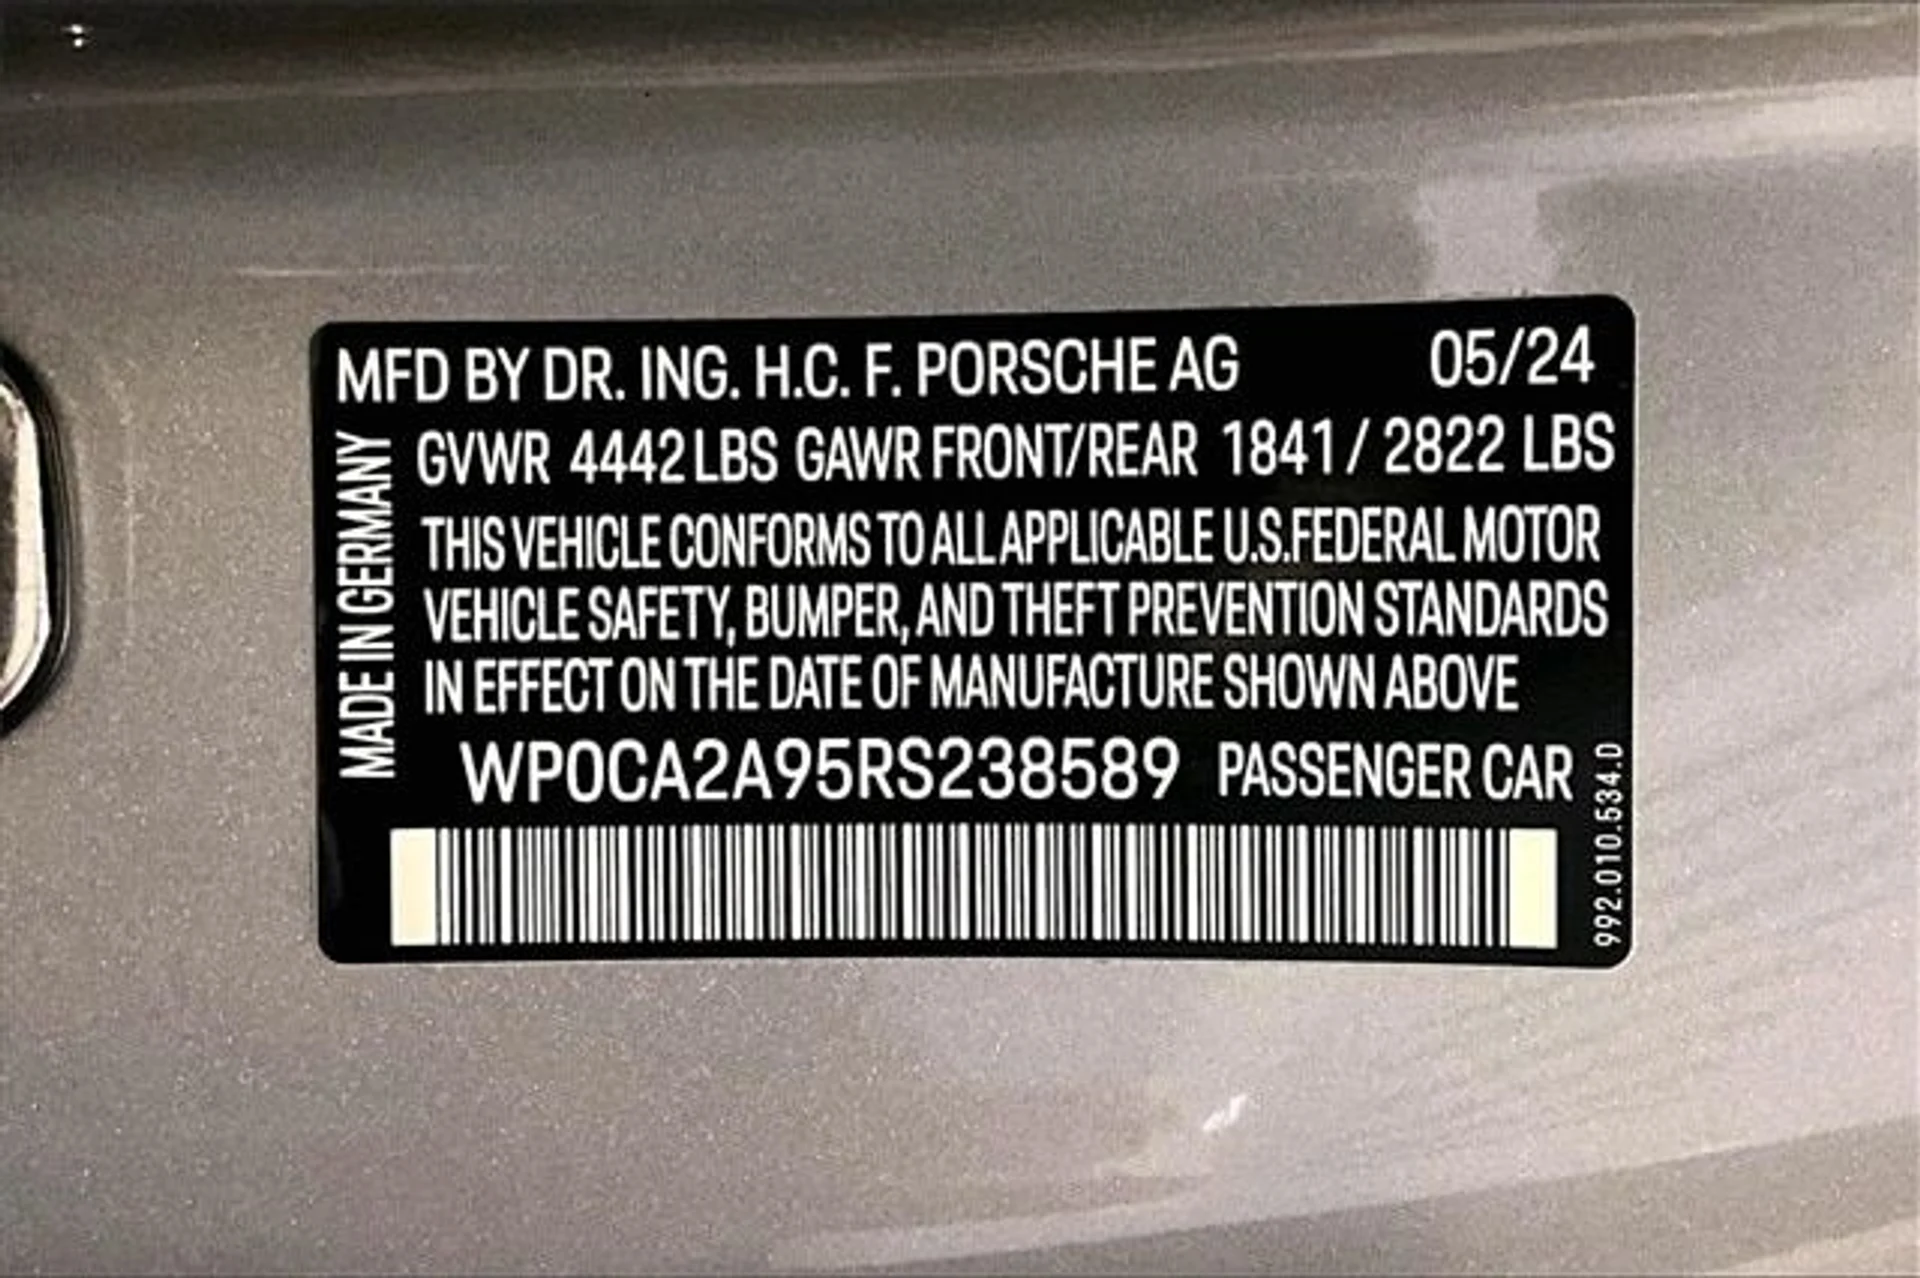 MFD BY DR. ING. H.C. F. PORSCHE AG 05/24
GVWR 4442 LBS GAWR FRONT/REAR 1841 / 2822 LBS
THIS VEHICLE CONFORMS TO ALL APPLICABLE U.S.FEDERAL MOTOR
VEHICLE SAFETY, BUMPER, AND THEFT PREVENTION STANDARDS
IN EFFECT ON THE DATE OF MANUFACTURE SHOWN ABOVE
WP0CA2A95RS238589 PASSENGER CAR
MADE IN GERMANY
992.010.534.0